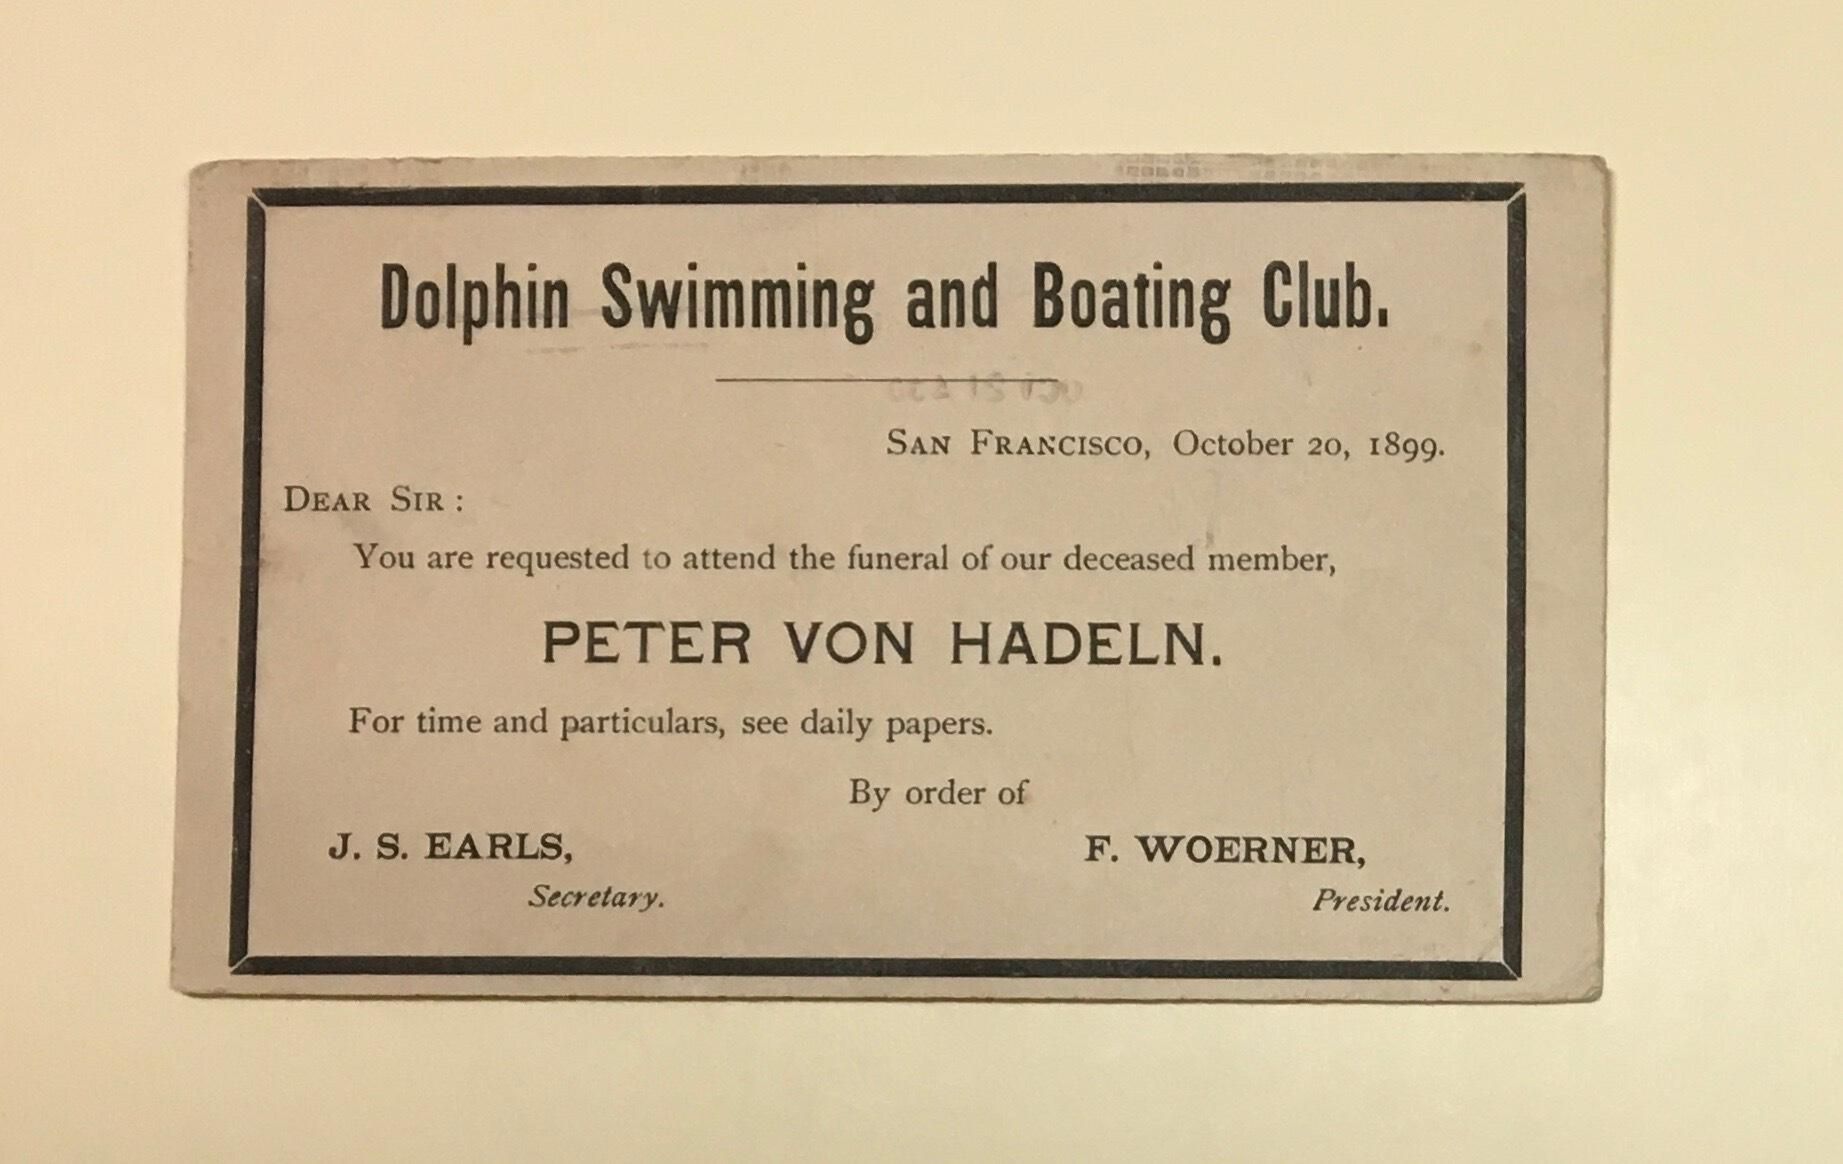 Dolphin Swimming and Boating Club.
SAN FRANCISCO, October 20, 1899.
DEAR SIR :
You are requested to attend the funeral of our deceased member,
PETER VON HADELN.
For time and particulars, see daily papers.
By order of
J. S. EARLS,
Secretary.
F. WOERNER,
President.